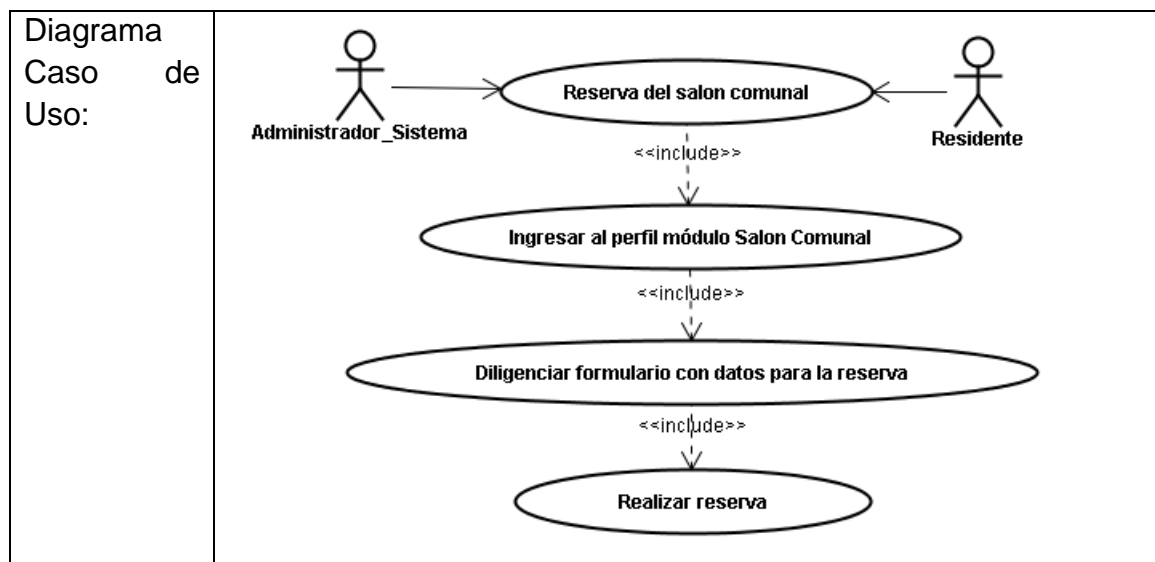 Diagrama
Caso de
Uso:
Reserva del salon comunal
Administrador_Sistema
Residente
<<include>>
Ingresar al perfil módulo Salon Comunal
<<include>>
Diligenciar formulario con datos para la reserva
<<include>>
Realizar reserva